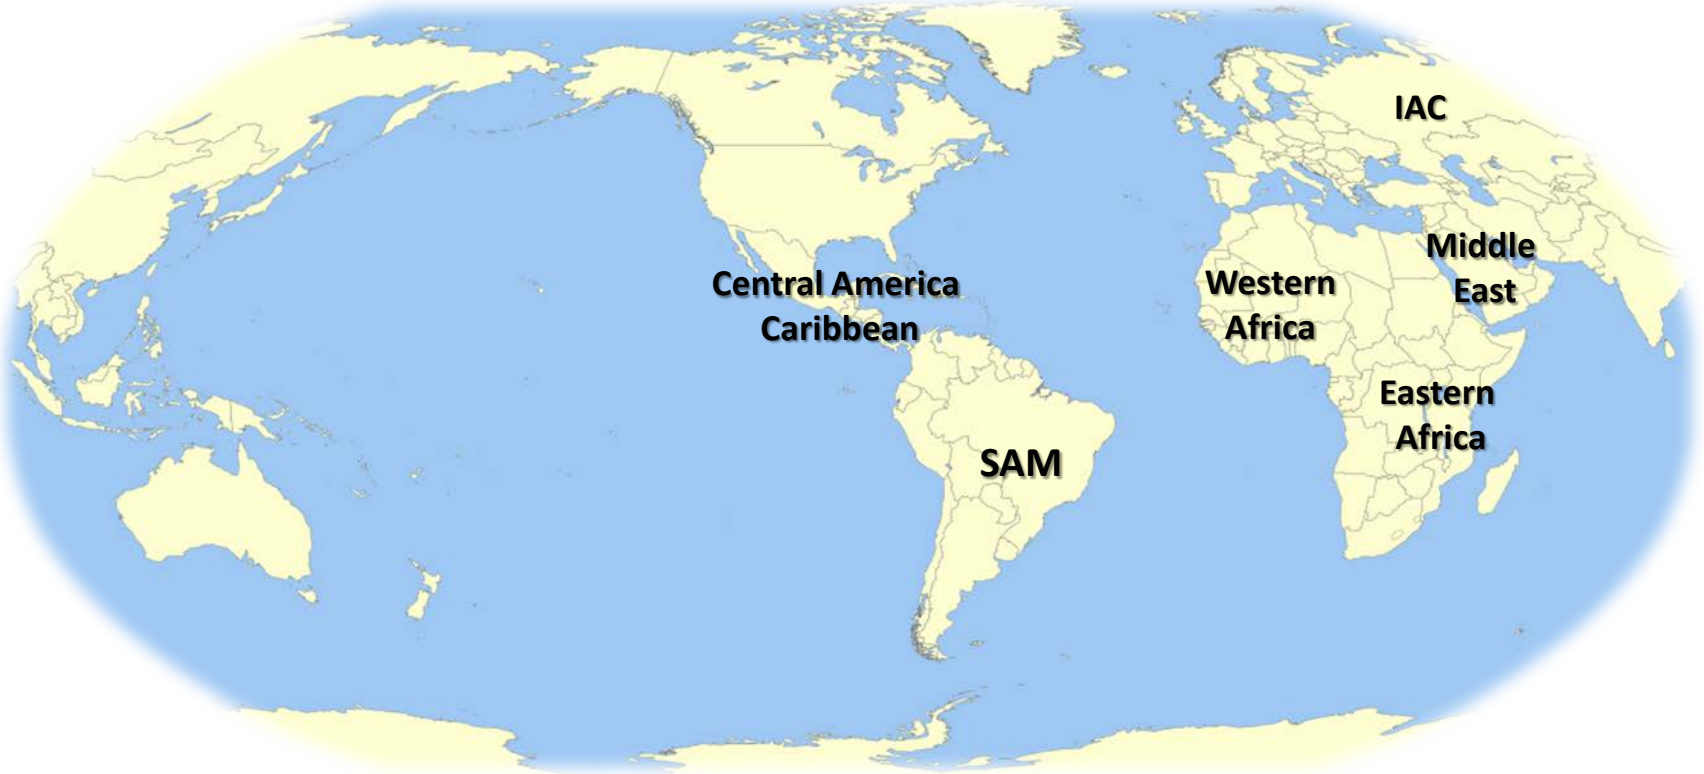 IAC
Middle
East
Central America
Caribbean
Western
Africa
Eastern
Africa
SAM